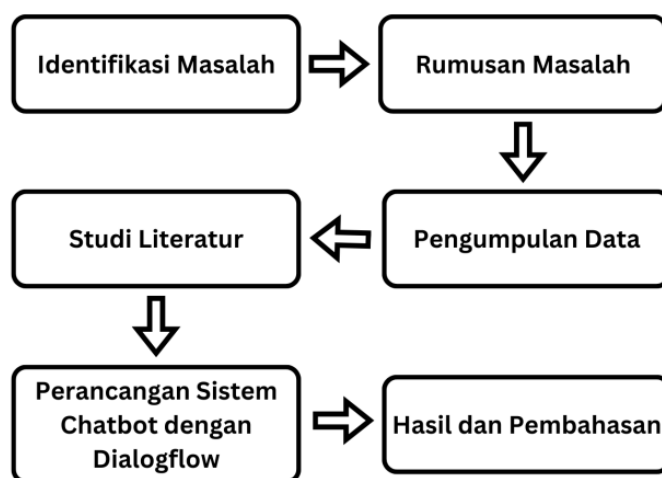 Identifikasi Masalah
Rumusan Masalah
Pengumpulan Data
Studi Literatur
Perancangan Sistem
Chatbot dengan
Dialogflow
Hasil dan Pembahasan